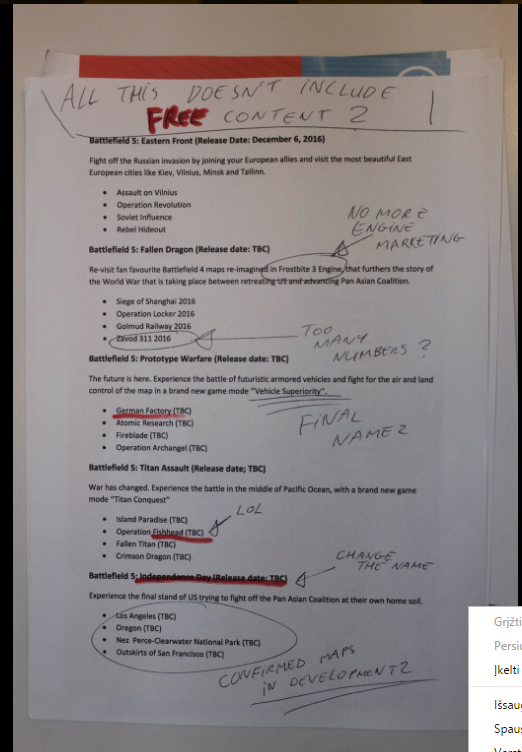 ALL THIS DOESN'T INCLUDE
FREE CONTENT ?
Battlefield 5: Eastern Front (Release Date: December 6, 2016)
Fight off the Russian invasion by joining your European allies and visit the most beautiful East
European cities like Kiev, Vilnius, Minsk and Tallinn.
• Assault on Vilnius
• Operation Revolution
• Soviet Influence
• Rebel Hideout
NO MORE
ENGINE
MARKETING
Battlefield 5: Fallen Dragon (Release date: TBC)
Re-visit fan favourite Battlefield 4 maps re-imagined in Frostbite 3 Engine, that furthers the story of
the World War that is taking place between retreating US and advancing Pan Asian Coalition.
• Siege of Shanghai 2016
• Operation Locker 2016
• Golmud Railway 2016
• Zavod 311 2016
TOO
MANY
NUMBERS ?
Battlefield 5: Prototype Warfare (Release date: TBC)
The future is here. Experience the battle of futuristic armored vehicles and fight for the air and land
control of the map in a brand new game mode "Vehicle Superiority".
• German Factory (TBC)
• Atomic Research (TBC)
• Fireblade (TBC)
• Operation Archangel (TBC)
FINAL
NAME ?
Battlefield 5: Titan Assault (Release date; TBC)
War has changed. Experience the battle in the middle of Pacific Ocean, with a brand new game
mode "Titan Conquest"
• Island Paradise (TBC)
• Operation Fishhead (TBC)
• Fallen Titan (TBC)
• Crimson Dragon (TBC)
LOL
CHANGE
THE NAME
Battlefield 5: Independence Day (Release date: TBC)
Experience the final stand of US trying to fight off the Pan Asian Coalition at their own home soil.
• Los Angeles (TBC)
• Oregon (TBC)
• Nez Perce-Clearwater National Park (TBC)
• Outskirts of San Francisco (TBC)
CONFIRMED MAPS
IN DEVELOPMENT ?
Grįžti
Įkelti